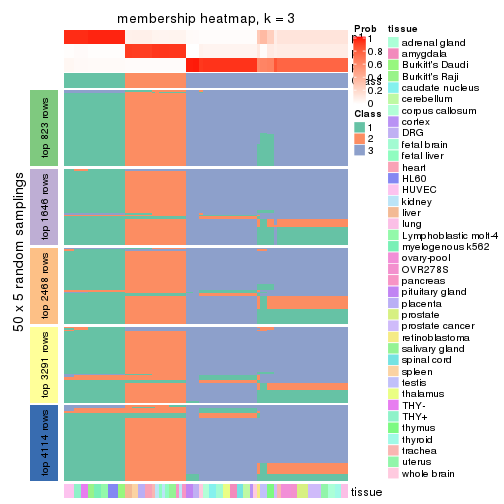 membership heatmap, k = 3
50 x 5 random samplings
top 823 rows
top 1646 rows
top 2468 rows
top 3291 rows
top 4114 rows
Prob
1
0.8
0.6
0.4
0.2
0
Class
1
2
3
tissue
adrenal gland
amygdala
Burkitt's Daudi
Burkitt's Raji
caudate nucleus
cerebellum
corpus callosum
cortex
DRG
fetal brain
fetal liver
heart
HL60
HUVEC
kidney
liver
lung
Lymphoblastic molt-4
myelogenous k562
ovary-pool
OVR278S
pancreas
pituitary gland
placenta
prostate
prostate cancer
retinoblastoma
salivary gland
spinal cord
spleen
testis
thalamus
THY-
THY+
thymus
thyroid
trachea
uterus
whole brain
tissue